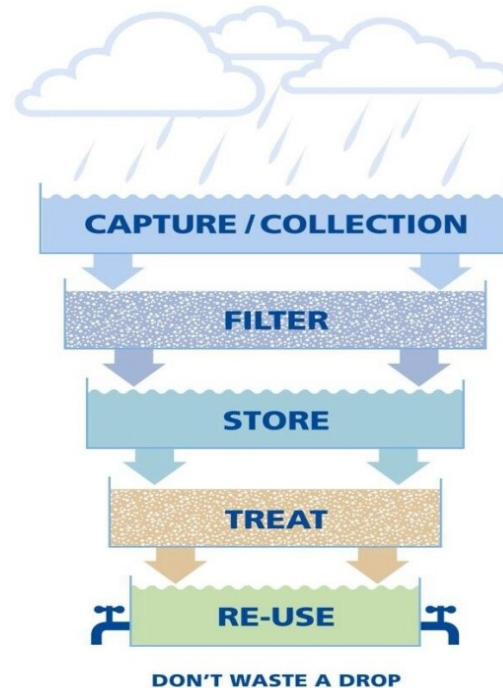 CAPTURE / COLLECTION
FILTER
STORE
TREAT
RE-USE
DON'T WASTE A DROP